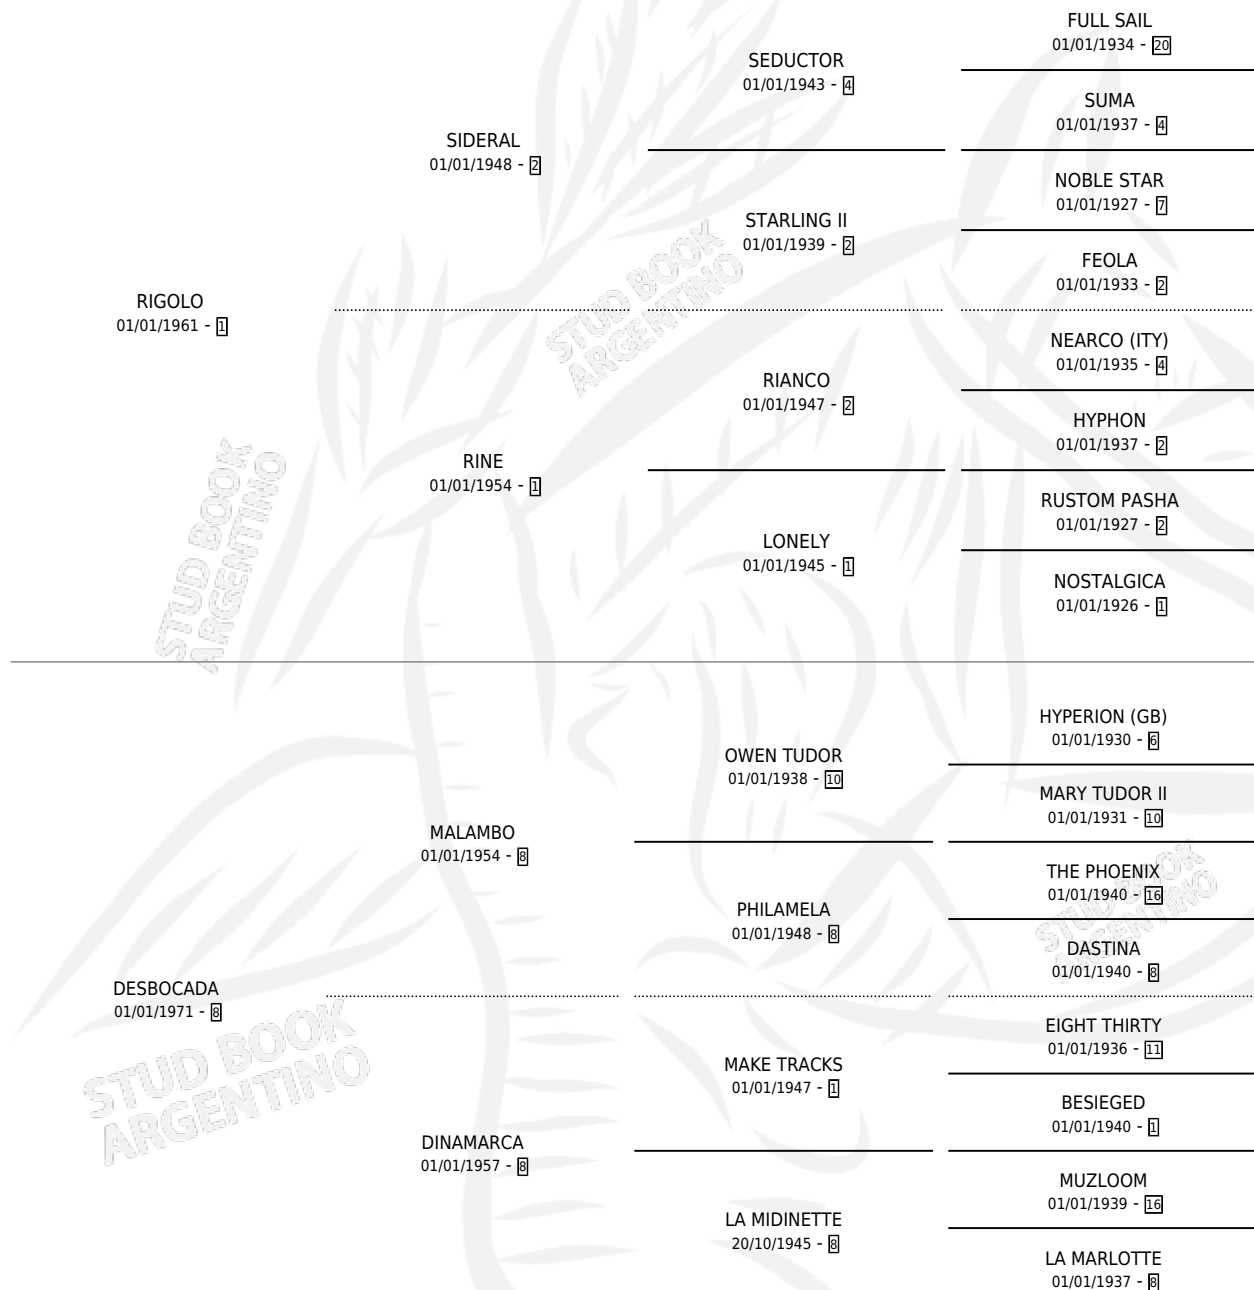 FULL SAIL
01/01/1934 - 20
SEDUCTOR
01/01/1943 - 4
SUMA
01/01/1937 - 4
SIDERAL
01/01/1948 - 2
NOBLE STAR
01/01/1927 - 7
STARLING II
01/01/1939 - 2
FEOLA
01/01/1933 - 2
RIGOLO
01/01/1961 - 1
NEARCO (ITY)
01/01/1935 - 4
RIANCO
01/01/1947 - 2
HYPHON
01/01/1937 - 2
RINE
01/01/1954 - 1
RUSTOM PASHA
01/01/1927 - 2
LONELY
01/01/1945 - 1
NOSTALGICA
01/01/1926 - 1
HYPERION (GB)
01/01/1930 - 6
OWEN TUDOR
01/01/1938 - 10
MARY TUDOR II
01/01/1931 - 10
MALAMBO
01/01/1954 - 8
THE PHOENIX
01/01/1940 - 16
PHILAMELA
01/01/1948 - 8
DASTINA
01/01/1940 - 8
DESBOCADA
01/01/1971 - 8
EIGHT THIRTY
01/01/1936 - 11
MAKE TRACKS
01/01/1947 - 1
BESIEGED
01/01/1940 - 1
DINAMARCA
01/01/1957 - 8
MUZLOOM
01/01/1939 - 16
LA MIDINETTE
20/10/1945 - 8
LA MARLOTTE
01/01/1937 - 8
STUD BOOK
ARGENTINO
STUD BOOK
ARGENTINO
STUD BOOK
ARGENTINO
STUD BOOK
ARGENTINO